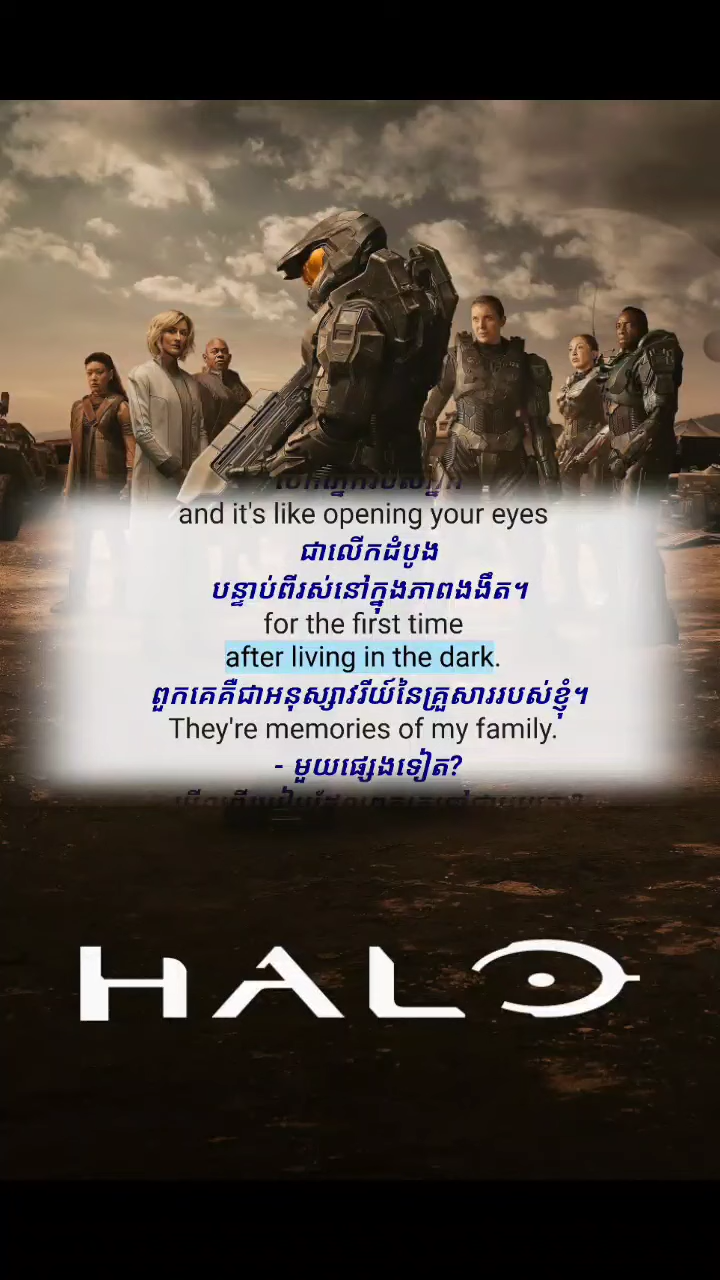 and it's like opening your eyes
ជាលើកដំបូង
បន្ទាប់ពីរស់នៅក្នុងភាពងងឹត។
for the first time
after living in the dark.
ពួកគេគឺជាអនុស្សាវរីយ៍នៃគ្រួសាររបស់ខ្ញុំ។
They're memories of my family.
- មួយផ្សេងទៀត?
HALO